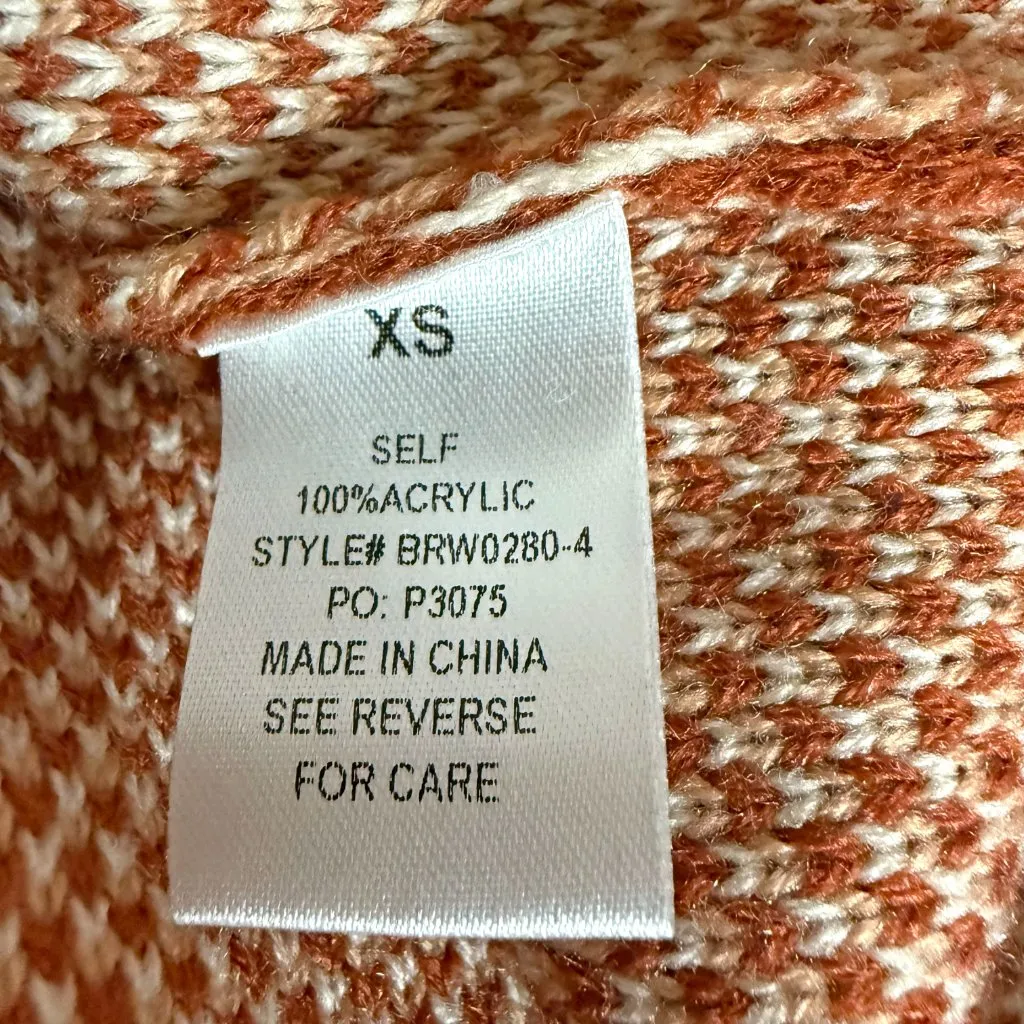 XS
SELF
100%ACRYLIC
STYLE# BRW0280-4
PO: P3075
MADE IN CHINA
SEE REVERSE
FOR CARE